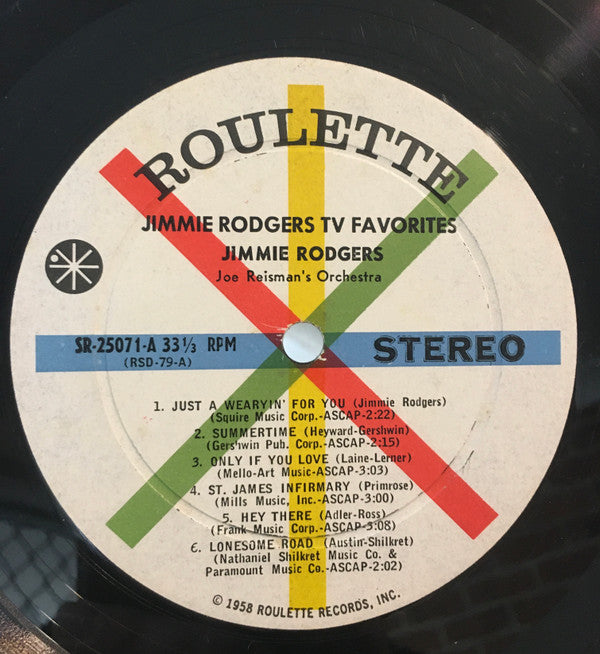 ROULETTE
JIMMIE RODGERS TV FAVORITES
JIMMIE RODGERS
Joe Reisman's Orchestra
SR-25071-A 33 1/3 RPM
(RSD-79-A)
STEREO
1. JUST A WEARYIN' FOR YOU (Jimmie Rodgers)
(Squire Music Corp.-ASCAP-2:22)
2. SUMMERTIME (Heyward-Gershwin)
(Gershwin Pub. Corp.-ASCAP-2:15)
3. ONLY IF YOU LOVE (Laine-Lerner)
(Mello-Art Music-ASCAP-3:03)
4. ST. JAMES INFIRMARY (Primrose)
(Mills Music, Inc.-ASCAP-3:00)
5. HEY THERE (Adler-Ross)
(Frank Music Corp.-ASCAP-3:08)
6. LONESOME ROAD (Austin-Shilkret)
(Nathaniel Shilkret Music Co. &
Paramount Music Co.-ASCAP-2:02)
© 1958 ROULETTE RECORDS, INC.